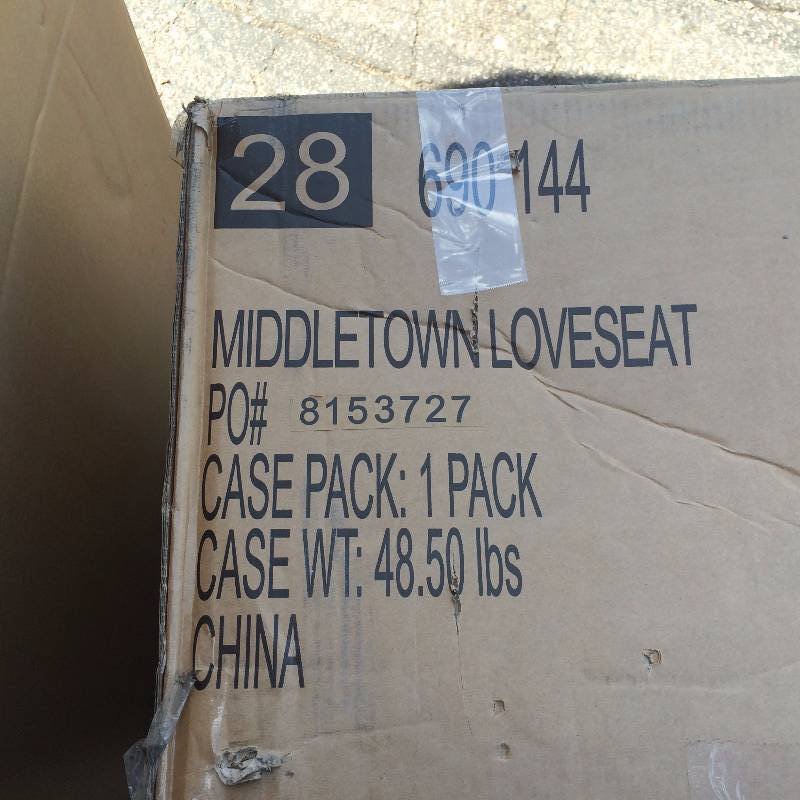 28 690 144
MIDDLETOWN LOVESEAT
PO# 8153727
CASE PACK: 1 PACK
CASE WT: 48.50 lbs
CHINA